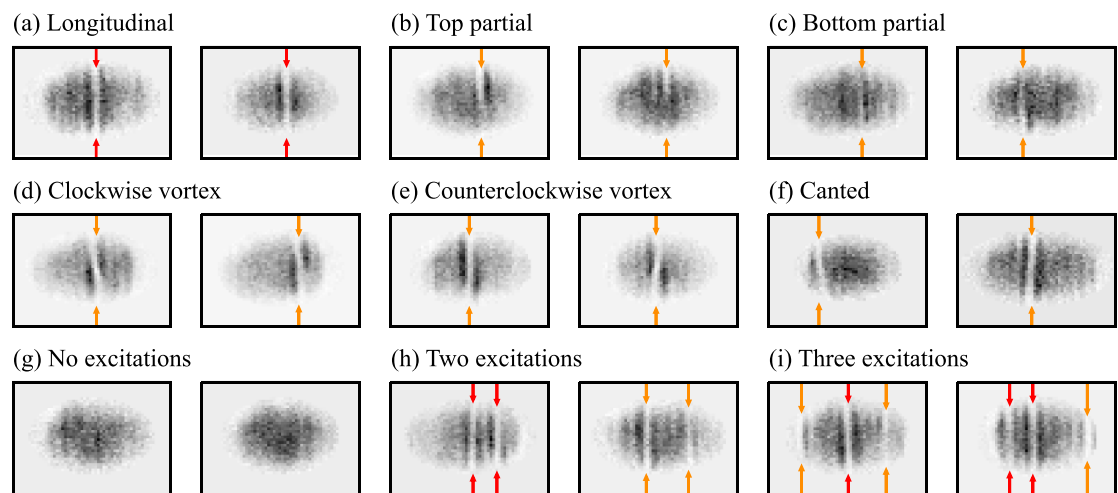 (a) Longitudinal
(b) Top partial
(c) Bottom partial
(d) Clockwise vortex
(e) Counterclockwise vortex
(f) Canted
(g) No excitations
(h) Two excitations
(i) Three excitations